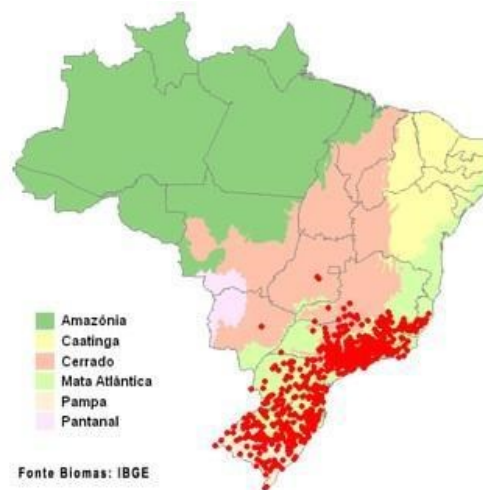 Amazônia
Caatinga
Cerrado
Mata Atlântica
Pampa
Pantanal
Fonte Biomas: IBGE